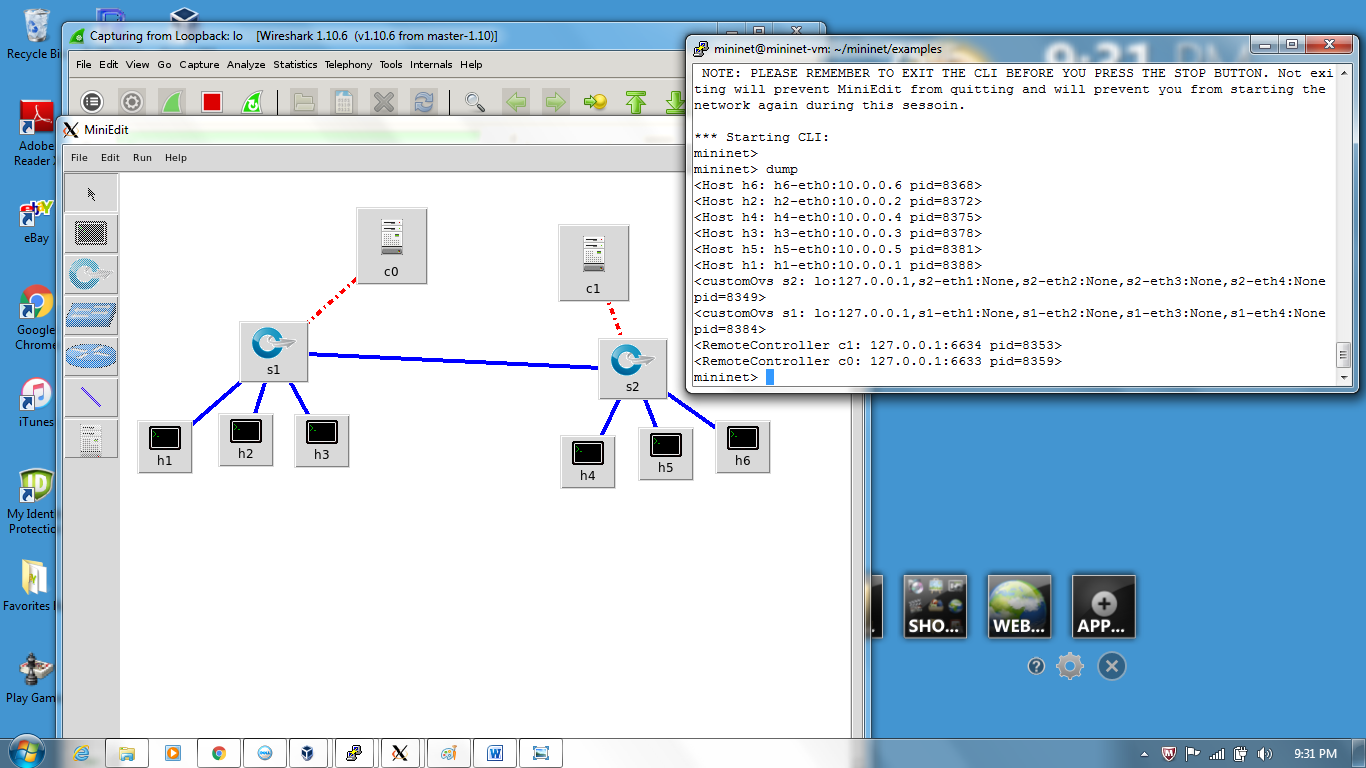 Recycle Bi
Adobe
Reader
eBay
Google
Chrome
iTunes
My Ident
Protectic
Favorites
Play Gam
Capturing from Loopback: lo [Wireshark 1.10.6 (v1.10.6 from master-1.10)]
File Edit View Go Capture Analyze Statistics Telephony Tools Internals Help
MiniEdit
File Edit Run Help
c0
c1
s1
s2
h1
h2
h3
h4
h5
h6
mininet@mininet-vm: ~/mininet/examples
NOTE: PLEASE REMEMBER TO EXIT THE CLI BEFORE YOU PRESS THE STOP BUTTON. Not exi
ting will prevent MiniEdit from quitting and will prevent you from starting the
network again during this sessoin.
*** Starting CLI:
mininet>
mininet> dump
<Host h6: h6-eth0:10.0.0.6 pid=8368>
<Host h2: h2-eth0:10.0.0.2 pid=8372>
<Host h4: h4-eth0:10.0.0.4 pid=8375>
<Host h3: h3-eth0:10.0.0.3 pid=8378>
<Host h5: h5-eth0:10.0.0.5 pid=8381>
<Host h1: h1-eth0:10.0.0.1 pid=8388>
<customOvs s2: lo:127.0.0.1,s2-eth1:None,s2-eth2:None,s2-eth3:None,s2-eth4:None
pid=8349>
<customOvs s1: lo:127.0.0.1,s1-eth1:None,s1-eth2:None,s1-eth3:None,s1-eth4:None
pid=8384>
<RemoteController c1: 127.0.0.1:6634 pid=8353>
<RemoteController c0: 127.0.0.1:6633 pid=8359>
mininet>
SHO...
WEB...
APP...
9:31 PM